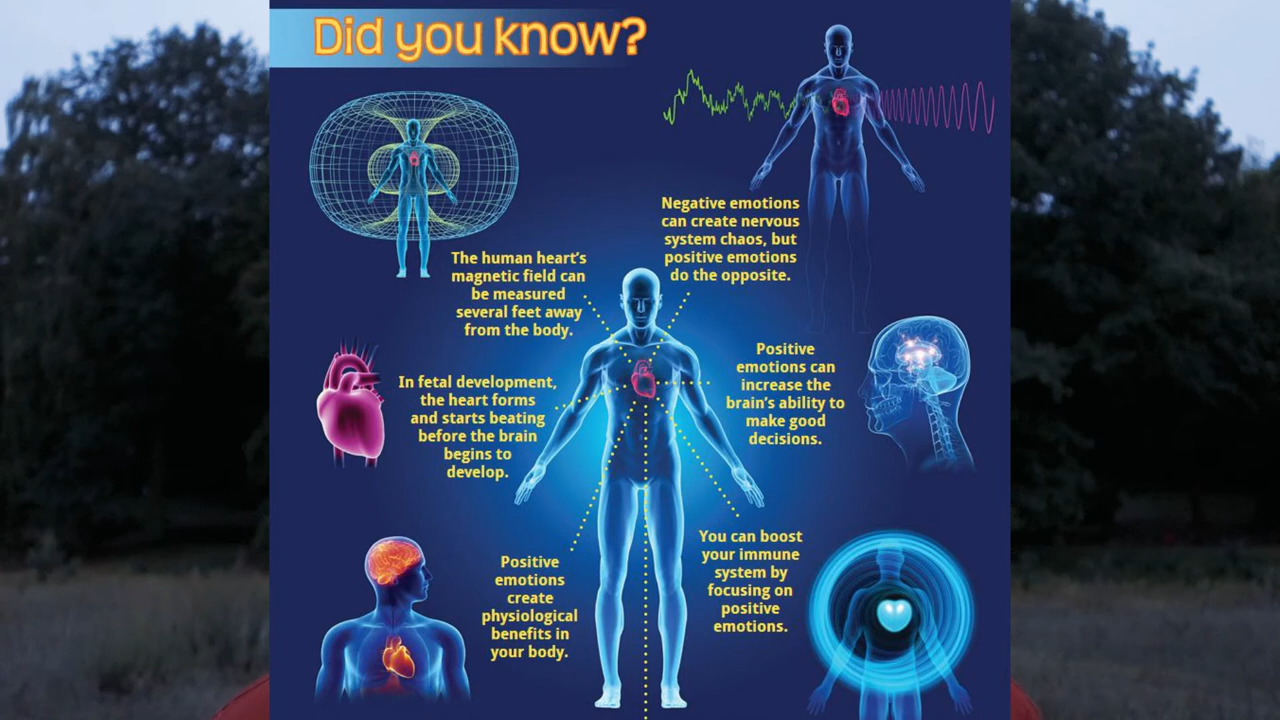 Did you know?
Negative emotions
can create nervous
system chaos, but
positive emotions
do the opposite.
The human heart's
magnetic field can
be measured
several feet away
from the body.
Positive
emotions can
increase the
brain's ability to
make good
decisions.
In fetal development,
the heart forms
and starts beating
before the brain
begins to
develop.
You can boost
your immune
system by
focusing on
positive
emotions.
Positive
emotions
create
physiological
benefits in
your body.